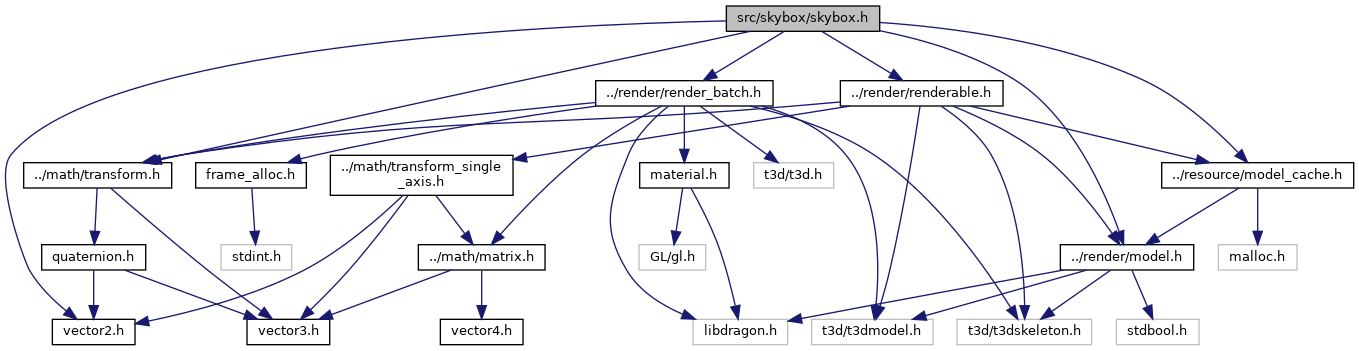 src/skybox/skybox.h
../render/render_batch.h
../render/renderable.h
../math/transform.h
frame_alloc.h
../math/transform_single
_axis.h
material.h
t3d/t3d.h
../resource/model_cache.h
quaternion.h
stdint.h
../math/matrix.h
GL/gl.h
../render/model.h
malloc.h
vector2.h
vector3.h
vector4.h
libdragon.h
t3d/t3dmodel.h
t3d/t3dskeleton.h
stdbool.h